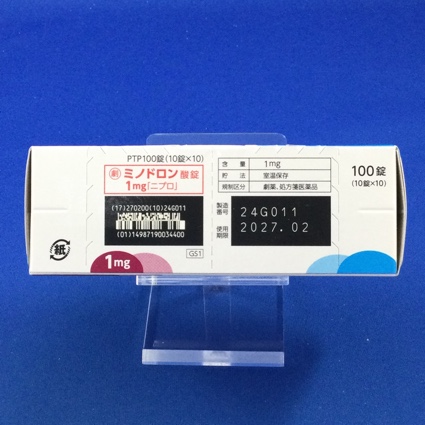 PTP100錠(10錠×10)
劇 ミノドロン酸錠
1mg「ニプロ」
(17)270200(10)24G011
(01)14987190034400
GS1
1mg
紙
含量 1mg
貯法 室温保存
規制区分 劇薬、処方箋医薬品
製造番号 24G011
使用期限 2027.02
100錠
(10錠×10)